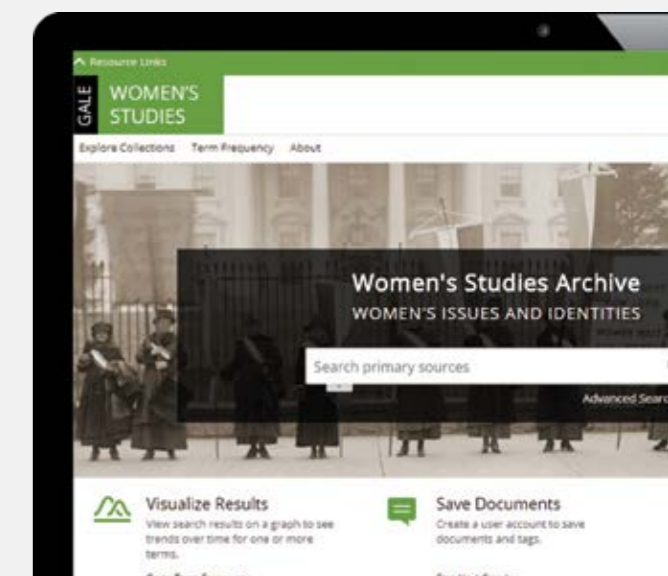 Resource Links
GALE
WOMEN'S
STUDIES
Explore Collections Term Frequency About
Women's Studies Archive
WOMEN'S ISSUES AND IDENTITIES
Search primary sources
Advanced Searc
Visualize Results
View search results on a graph to see
trends over time for one or more
terms.
Save Documents
Create a user account to save
documents and tags.